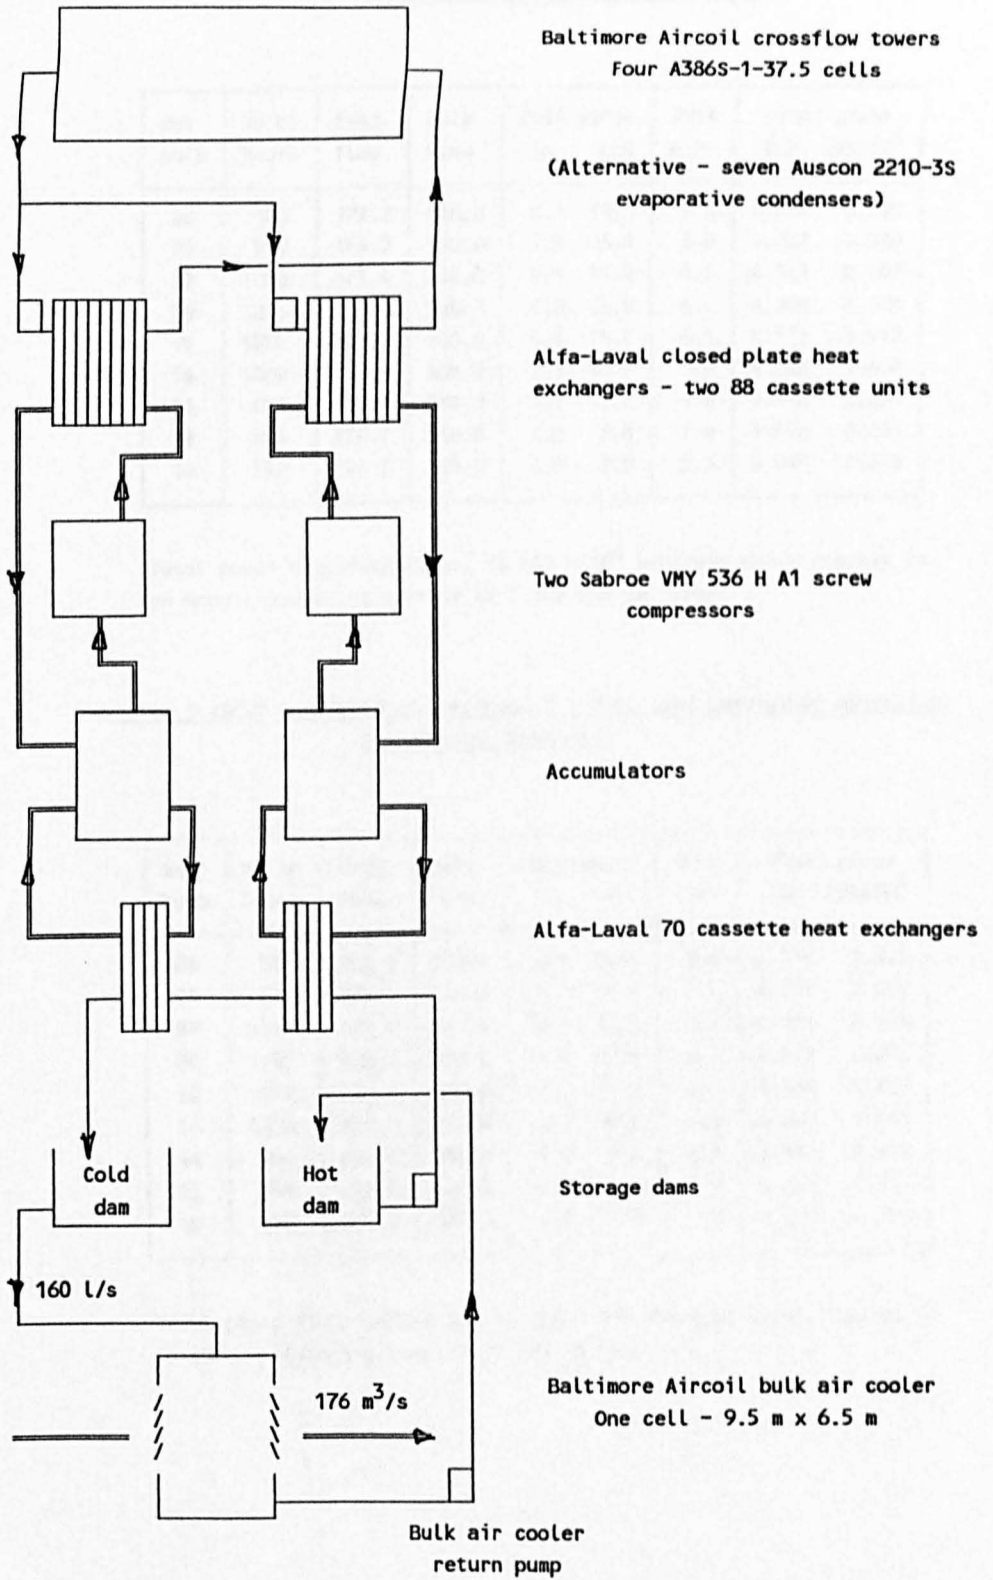 Baltimore Aircoil crossflow towers
Four A386S-1-37.5 cells
(Alternative - seven Auscon 2210-3S
evaporative condensers)
Alfa-Laval closed plate heat
exchangers - two 88 cassette units
Two Sabroe VMY 536 H A1 screw
compressors
Accumulators
Alfa-Laval 70 cassette heat exchangers
Cold
dam
Hot
dam
Storage dams
160 l/s
176 m³/s
Baltimore Aircoil bulk air cooler
One cell - 9.5 m x 6.5 m
Bulk air cooler
return pump